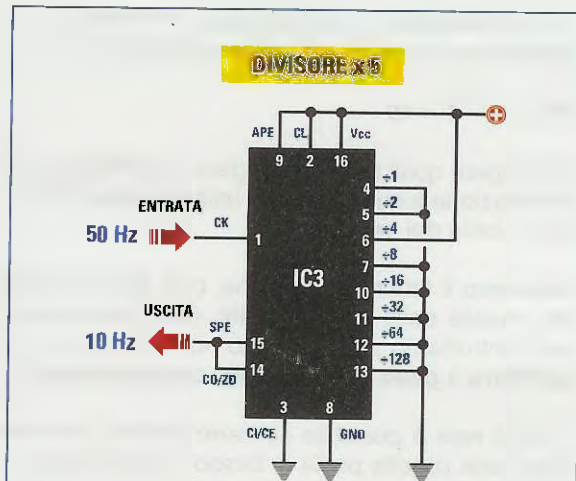 DIVISORE x 5
APE CL Vcc
9 2 16
4 ÷1
5 ÷2
6 ÷4
7 ÷8
10 ÷16
11 ÷32
12 ÷64
13 ÷128
ENTRATA
50 Hz
CK
1
IC3
USCITA
10 Hz
SPE
15
14
CO/ZD
3 8
CI/CE GND